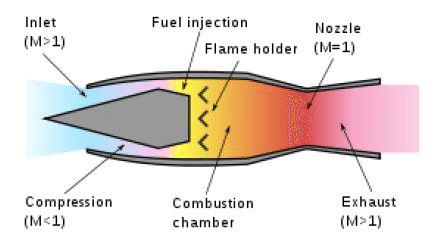 Inlet
(M>1)
Fuel injection
Flame holder
Nozzle
(M=1)
Compression
(M<1)
Combustion
chamber
Exhaust
(M>1)